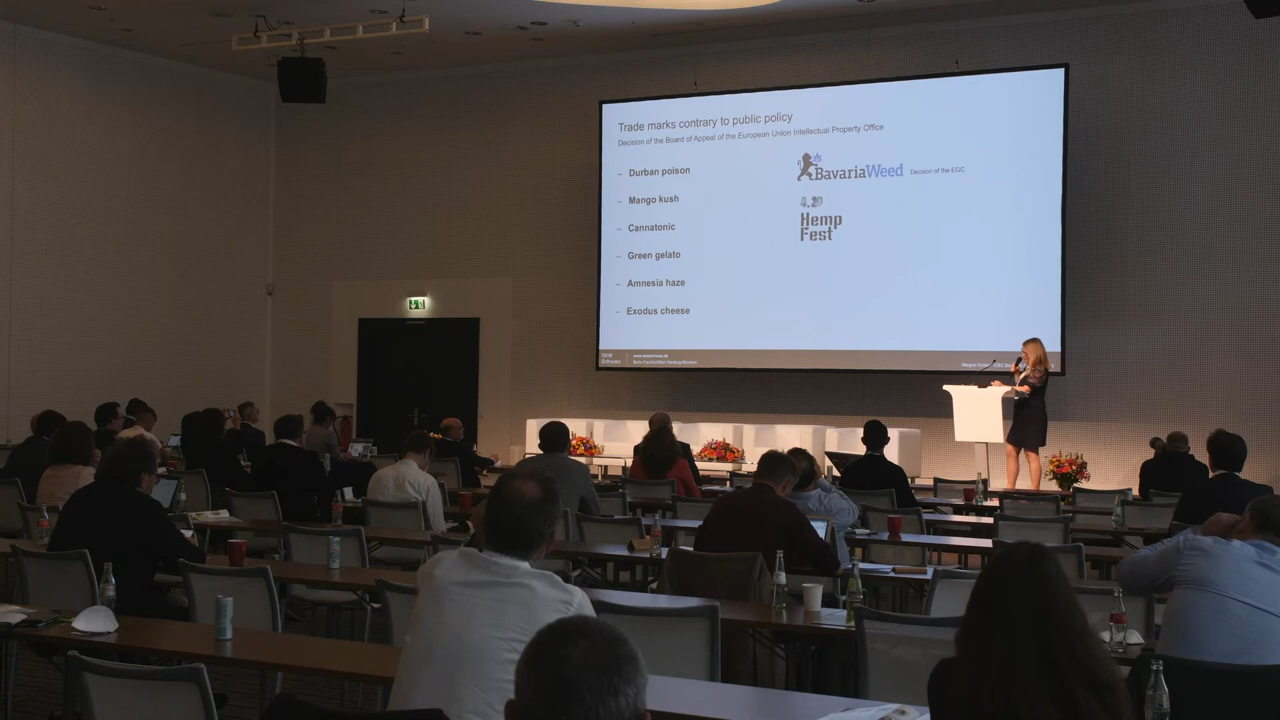 Trade marks contrary to public policy
Decision of the Board of Appeal of the European Union Intellectual Property Office
– Durban poison
– Mango kush
– Cannatonic
– Green gelato
– Amnesia haze
– Exodus cheese
BavariaWeed Decision of the EGC
4.20
Hemp
Fest
SKW
Schwarz